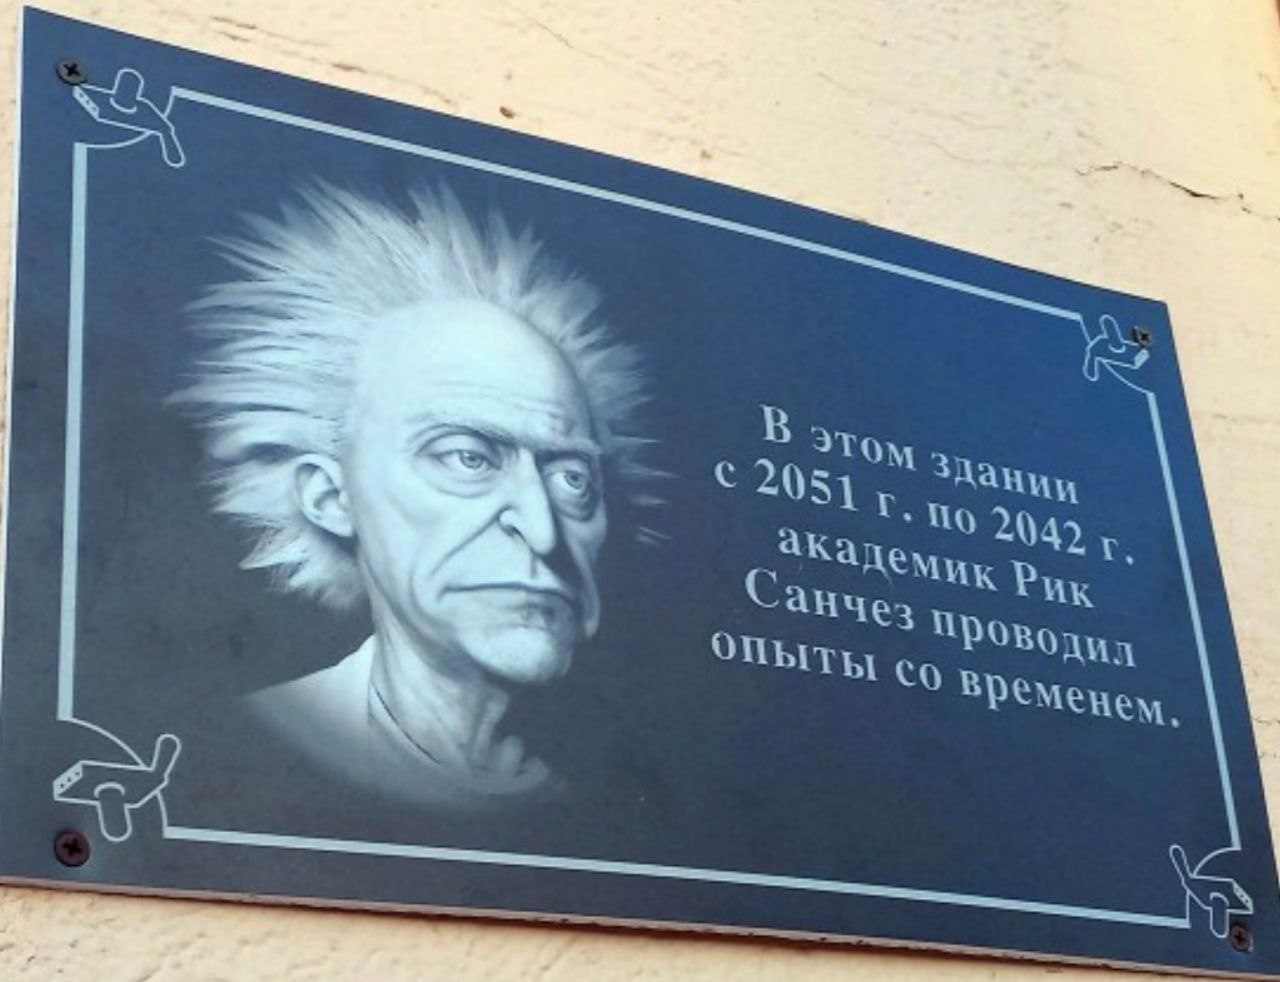 В этом здании
с 2051 г. по 2042 г.
академик Рик
Санчез проводил
опыты со временем.